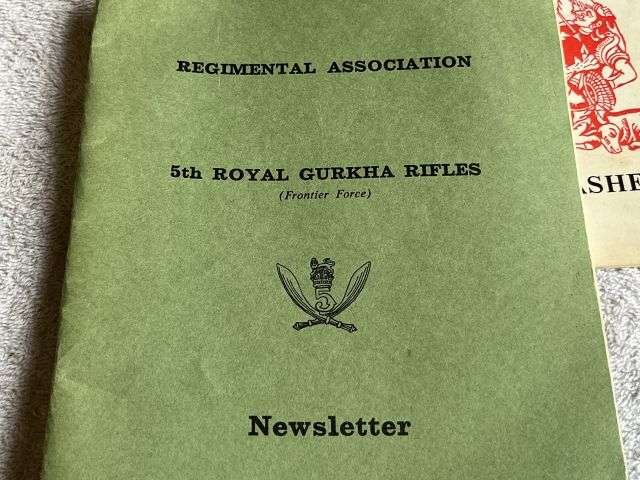 REGIMENTAL ASSOCIATION
5th ROYAL GURKHA RIFLES
(Frontier Force)
5
Newsletter
ASHE